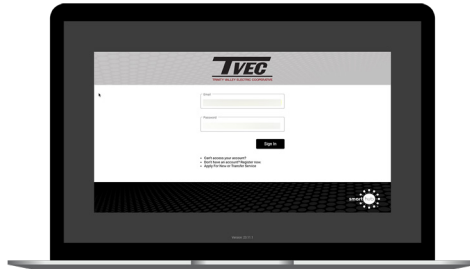 TVEC
TRINITY VALLEY ELECTRIC COOPERATIVE
Email
Password
Sign In
Can't access your account?
Don't have an account? Register now
Apply For New or Transfer Service
smart hub